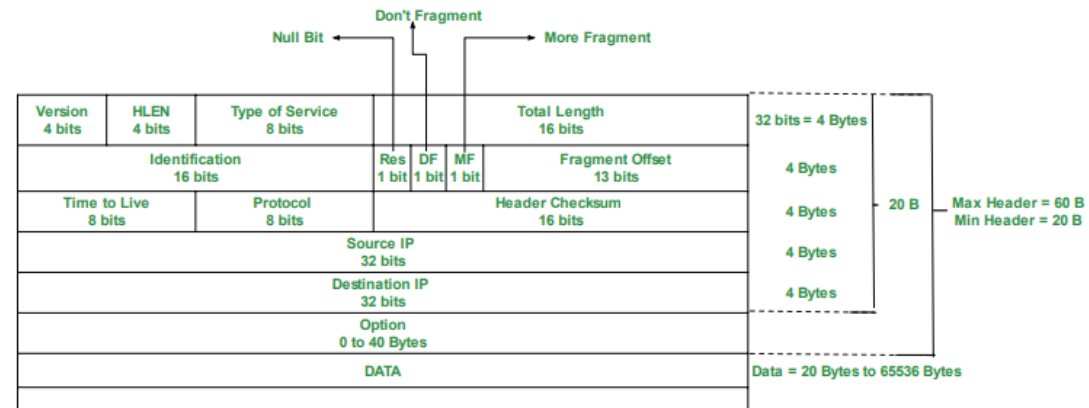 Don't Fragment
Null Bit
More Fragment
Version
4 bits
HLEN
4 bits
Type of Service
8 bits
Total Length
16 bits
32 bits = 4 Bytes
Identification
16 bits
Res
1 bit
DF
1 bit
MF
1 bit
Fragment Offset
13 bits
4 Bytes
Time to Live
8 bits
Protocol
8 bits
Header Checksum
16 bits
4 Bytes
20 B
Max Header = 60 B
Min Header = 20 B
Source IP
32 bits
4 Bytes
Destination IP
32 bits
4 Bytes
Option
0 to 40 Bytes
DATA
Data = 20 Bytes to 65536 Bytes